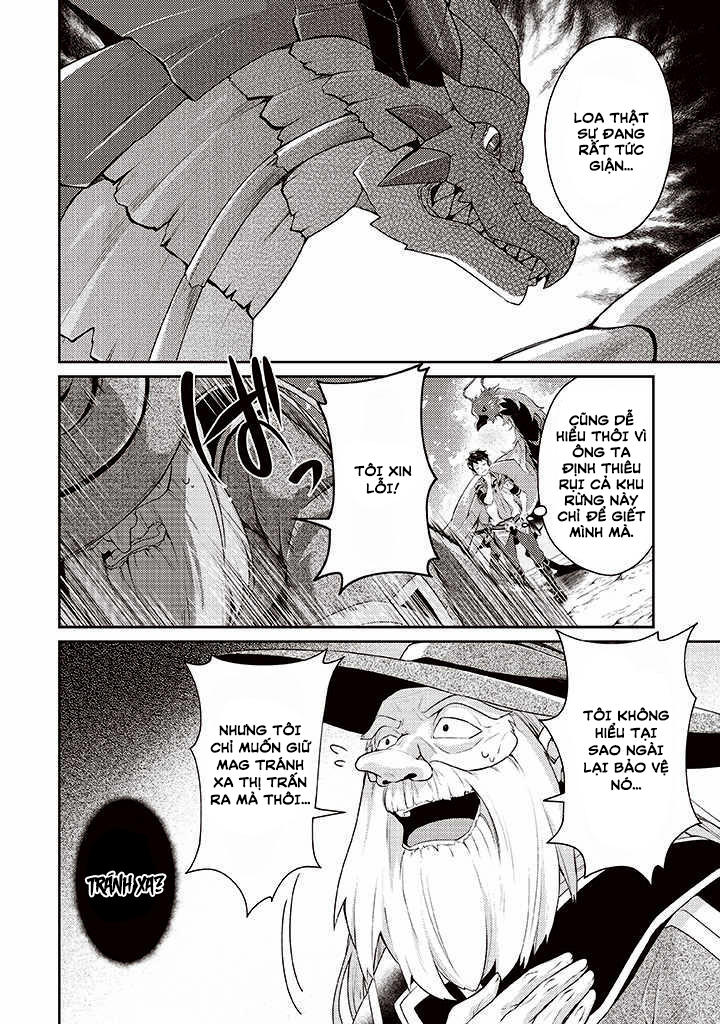 LOA THẬT
SỰ ĐANG
RẤT TỨC
GIẬN...
CŨNG DỄ
HIỂU THÔI VÌ
ÔNG TA
ĐỊNH THIÊU
RỤI CẢ KHU
RỪNG NÀY
CHỈ ĐỂ GIẾT
MÌNH MÀ.
TÔI XIN
LỖI!
ばっ
TÔI KHÔNG
HIỂU TẠI
SAO NGÀI
LẠI BẢO VỆ
NÓ...
NHƯNG TÔI
CHỈ MUỐN GIỮ
MAG TRÁNH
XA THỊ TRẤN
RA MÀ THÔI...
TRÁNH XA?